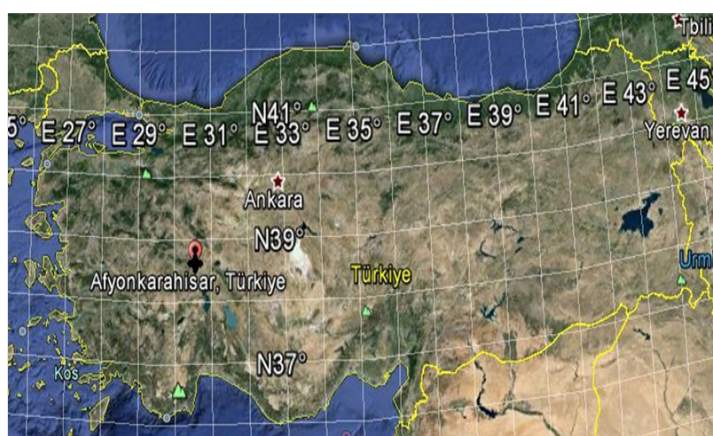 Tbili
5° E 27° E 29° E 31° E 33° E 35° E 37° E 39° E 41° E 43° E 45°
N41°
Yerevan
Ankara
N39°
Afyonkarahisar, Türkiye
Türkiye
Urm
N37°
Kos